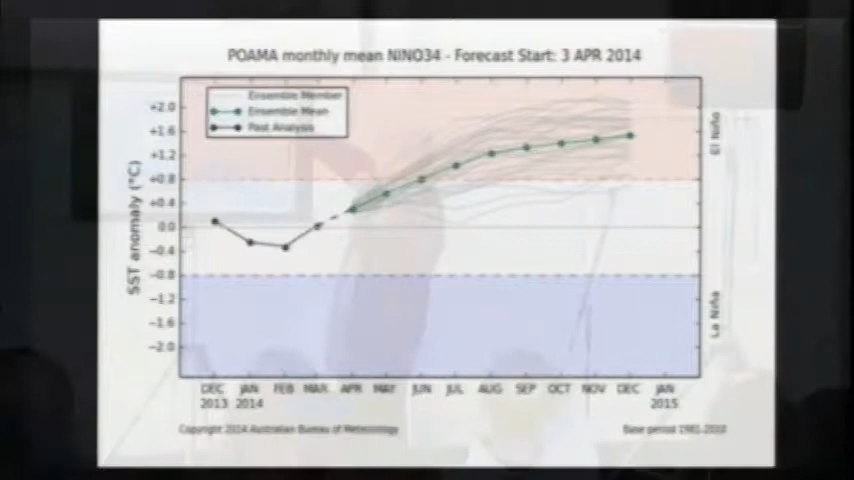 POAMA monthly mean NINO34 - Forecast Start: 3 APR 2014
Ensemble Member
Ensemble Mean
Past Analysis
+2.0
+1.6
+1.2
+0.8
+0.4
0.0
−0.4
−0.8
−1.2
−1.6
−2.0
SST anomaly (°C)
El Niño
La Niña
DEC JAN FEB MAR APR MAY JUN JUL AUG SEP OCT NOV DEC JAN
2013 2014 2015
Copyright 2014 Australian Bureau of Meteorology
Base period 1981-2010